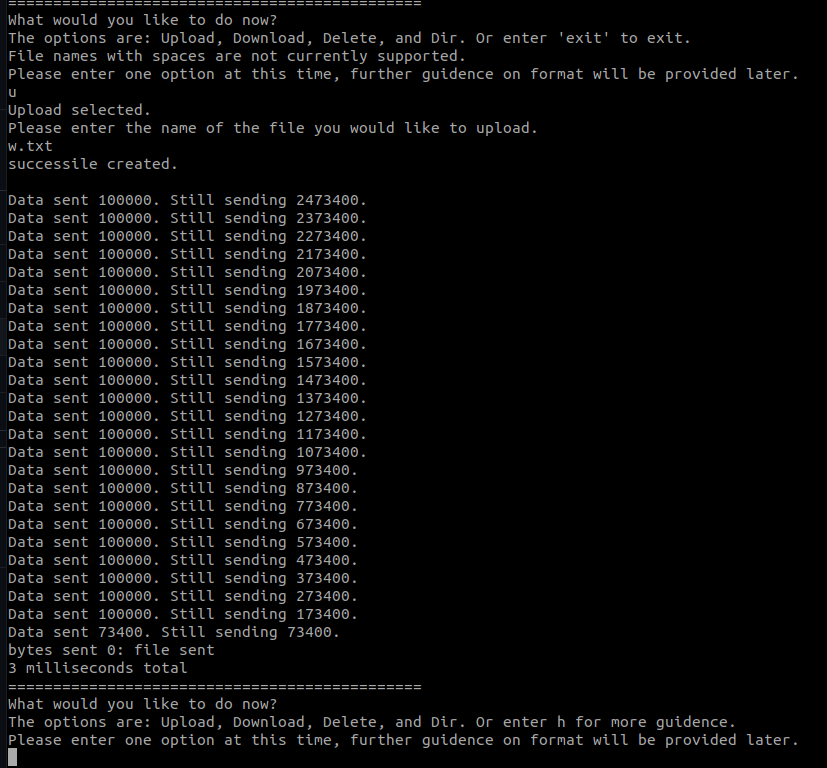 ==============================================
What would you like to do now?
The options are: Upload, Download, Delete, and Dir. Or enter 'exit' to exit.
File names with spaces are not currently supported.
Please enter one option at this time, further guidance on format will be provided later.
u
Upload selected.
Please enter the name of the file you would like to upload.
w.txt
successile created.

Data sent 100000. Still sending 2473400.
Data sent 100000. Still sending 2373400.
Data sent 100000. Still sending 2273400.
Data sent 100000. Still sending 2173400.
Data sent 100000. Still sending 2073400.
Data sent 100000. Still sending 1973400.
Data sent 100000. Still sending 1873400.
Data sent 100000. Still sending 1773400.
Data sent 100000. Still sending 1673400.
Data sent 100000. Still sending 1573400.
Data sent 100000. Still sending 1473400.
Data sent 100000. Still sending 1373400.
Data sent 100000. Still sending 1273400.
Data sent 100000. Still sending 1173400.
Data sent 100000. Still sending 1073400.
Data sent 100000. Still sending 973400.
Data sent 100000. Still sending 873400.
Data sent 100000. Still sending 773400.
Data sent 100000. Still sending 673400.
Data sent 100000. Still sending 573400.
Data sent 100000. Still sending 473400.
Data sent 100000. Still sending 373400.
Data sent 100000. Still sending 273400.
Data sent 100000. Still sending 173400.
Data sent 73400. Still sending 73400.
bytes sent 0: file sent
3 milliseconds total
==============================================
What would you like to do now?
The options are: Upload, Download, Delete, and Dir. Or enter h for more guidence.
Please enter one option at this time, further guidance on format will be provided later.